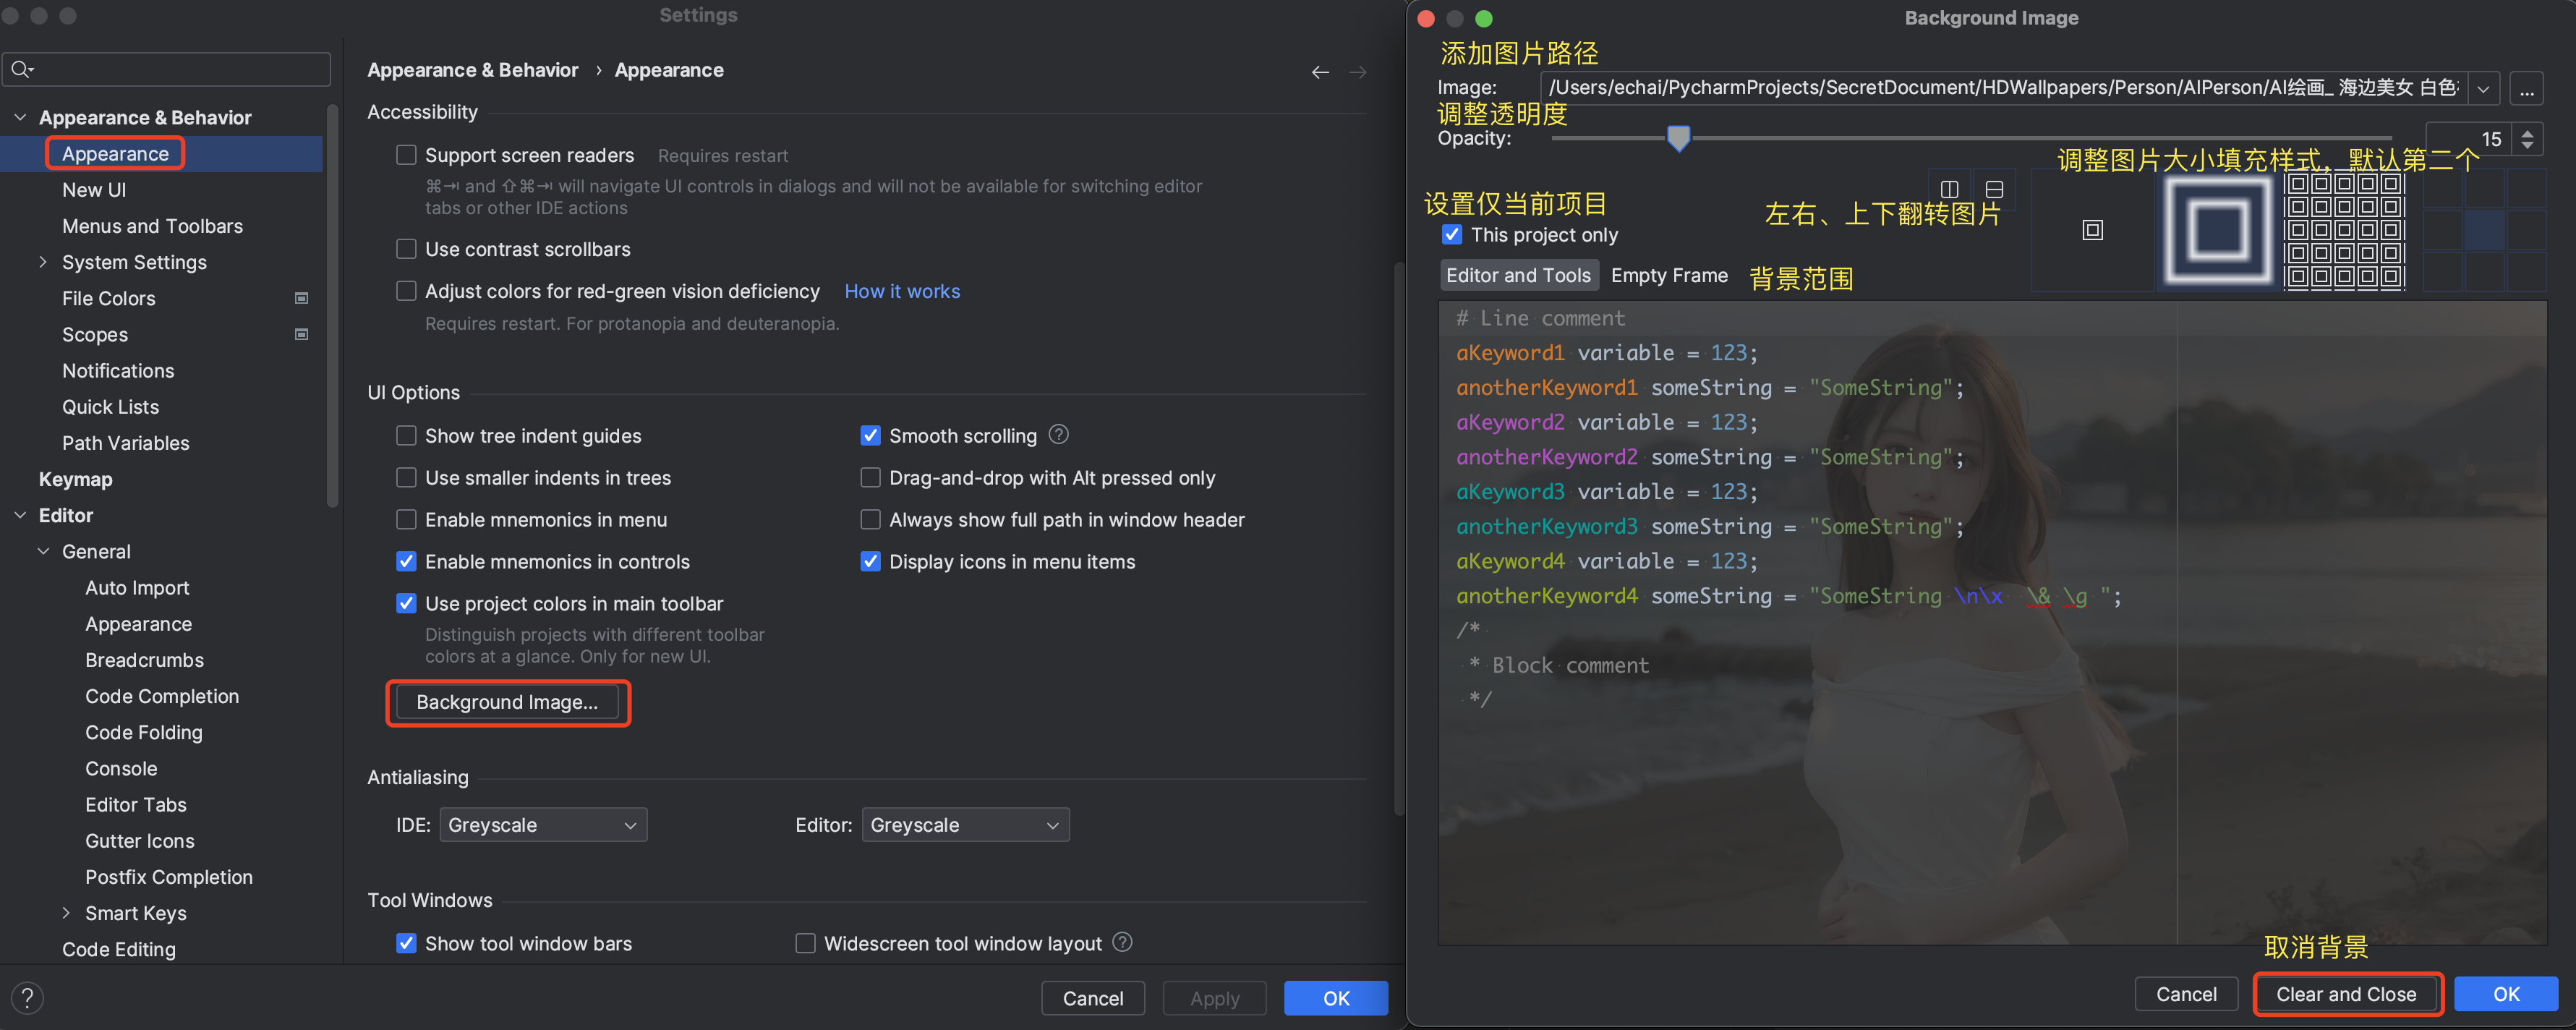 Settings
Appearance & Behavior
Appearance
New UI
Menus and Toolbars
System Settings
File Colors
Scopes
Notifications
Quick Lists
Path Variables
Keymap
Editor
General
Auto Import
Appearance
Breadcrumbs
Code Completion
Code Folding
Console
Editor Tabs
Gutter Icons
Postfix Completion
Smart Keys
Code Editing
?
Appearance & Behavior › Appearance
Accessibility
Support screen readers Requires restart
⌘⇥ and ⇧⌘⇥ will navigate UI controls in dialogs and will not be available for switching editor
tabs or other IDE actions
Use contrast scrollbars
Adjust colors for red-green vision deficiency How it works
Requires restart. For protanopia and deuteranopia.
UI Options
Show tree indent guides
Smooth scrolling ?
Use smaller indents in trees
Drag-and-drop with Alt pressed only
Enable mnemonics in menu
Always show full path in window header
Enable mnemonics in controls
Display icons in menu items
Use project colors in main toolbar
Distinguish projects with different toolbar
colors at a glance. Only for new UI.
Background Image...
Antialiasing
IDE: Greyscale
Editor: Greyscale
Tool Windows
Show tool window bars
Widescreen tool window layout ?
Cancel
Apply
OK
Background Image
添加图片路径
Image: /Users/echai/PycharmProjects/SecretDocument/HDWallpapers/Person/AIPerson/AI绘画_ 海边美女 白色 ...
调整透明度
Opacity: 15
调整图片大小填充样式，默认第二个
设置仅当前项目
左右、上下翻转图片
This project only
Editor and Tools Empty Frame 背景范围
# Line comment
aKeyword1 variable = 123;
anotherKeyword1 someString = "SomeString";
aKeyword2 variable = 123;
anotherKeyword2 someString = "SomeString";
aKeyword3 variable = 123;
anotherKeyword3 someString = "SomeString";
aKeyword4 variable = 123;
anotherKeyword4 someString = "SomeString \n\x  \& \g ";
/*
 * Block comment
 */
取消背景
Cancel
Clear and Close
OK